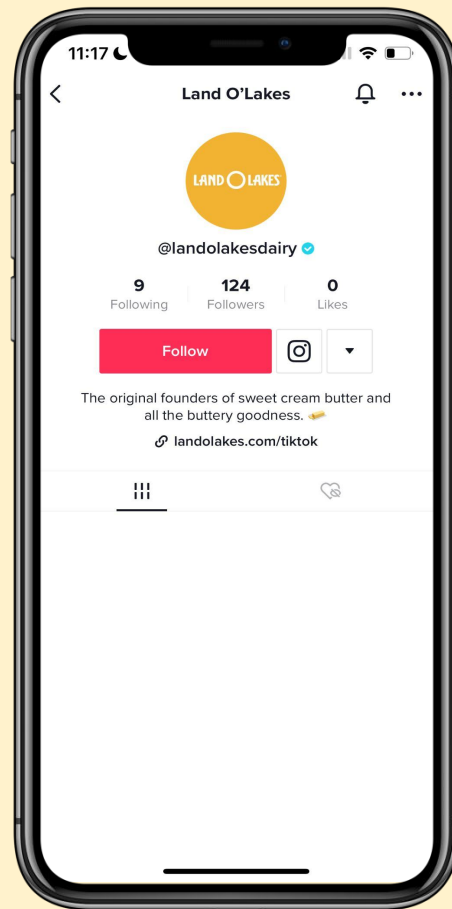 11:17
Land O'Lakes
LAND O LAKES
@landolakesdairy
9 124 0
Following Followers Likes
Follow
The original founders of sweet cream butter and
all the buttery goodness.
landolakes.com/tiktok